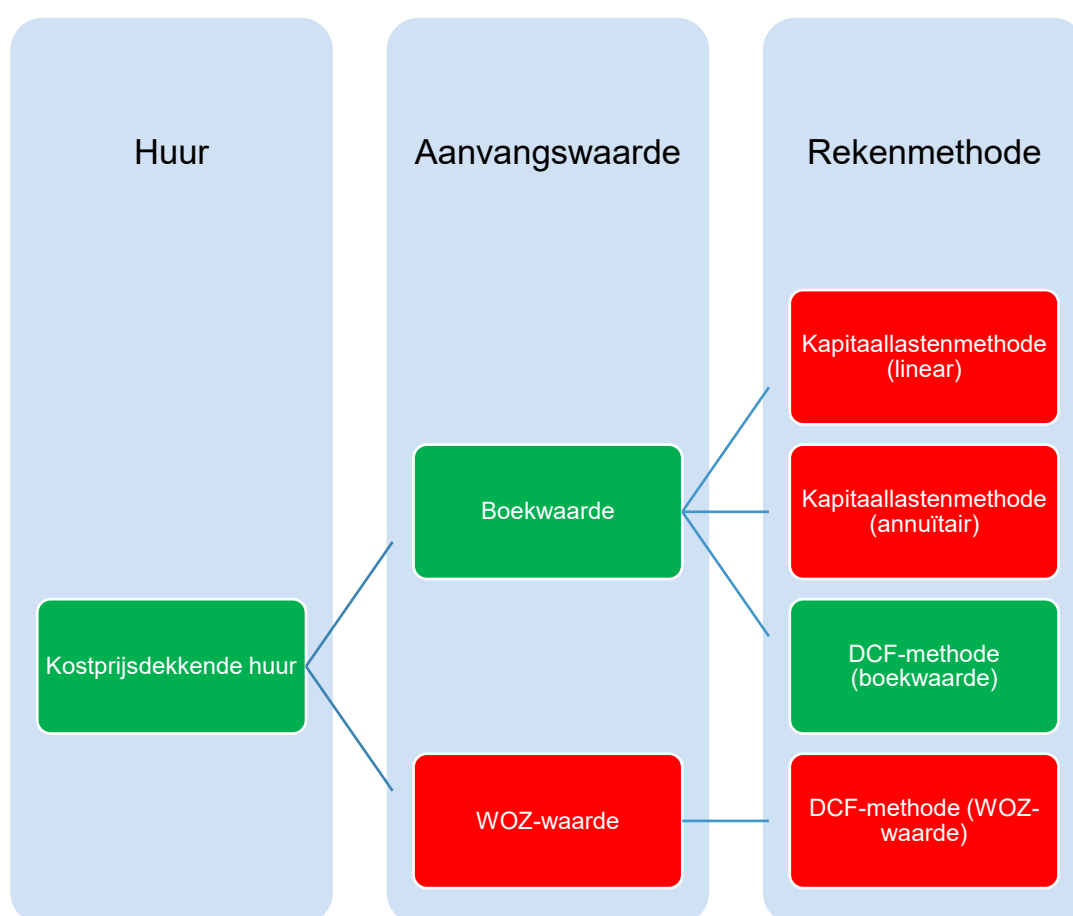 Huur
Aanvangswaarde
Rekenmethode
Kostprijsdekkende huur
Boekwaarde
WOZ-waarde
Kapitaallastenmethode
(linear)
Kapitaallastenmethode
(annuïtair)
DCF-methode
(boekwaarde)
DCF-methode (WOZ-
waarde)